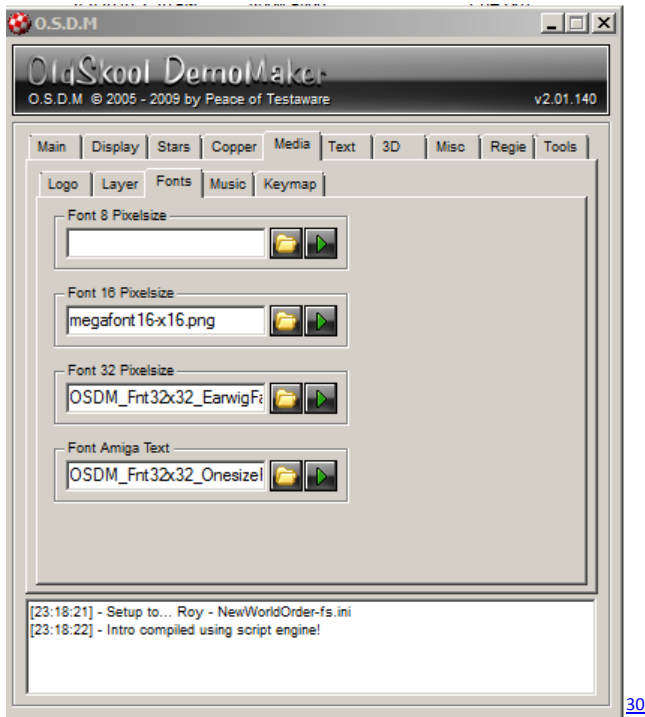 O.S.D.M
OldSkool DemoMaker
O.S.D.M © 2005 - 2009 by Peace of Testaware v2.01.140
Main Display Stars Copper Media Text 3D Misc Regie Tools
Logo Layer Fonts Music Keymap
Font 8 Pixelsize
Font 16 Pixelsize
megafont16-x16.png
Font 32 Pixelsize
OSDM_Fnt32x32_EarwigFa
Font Amiga Text
OSDM_Fnt32x32_Onesize
[23:18:21] - Setup to... Roy - NewWorldOrder-fs.ini
[23:18:22] - Intro compiled using script engine!
30